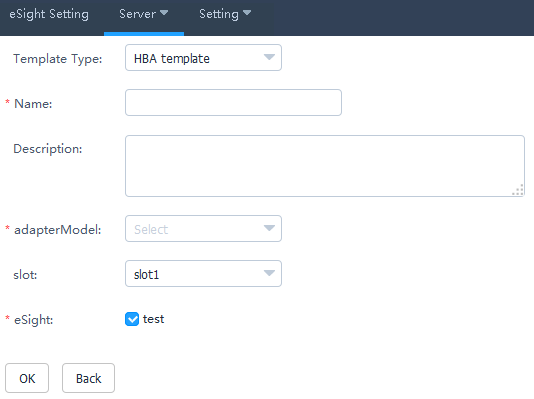 eSight Setting Server Setting
Template Type: HBA template
* Name:
Description:
* adapterModel: Select
slot: slot1
* eSight: test
OK Back